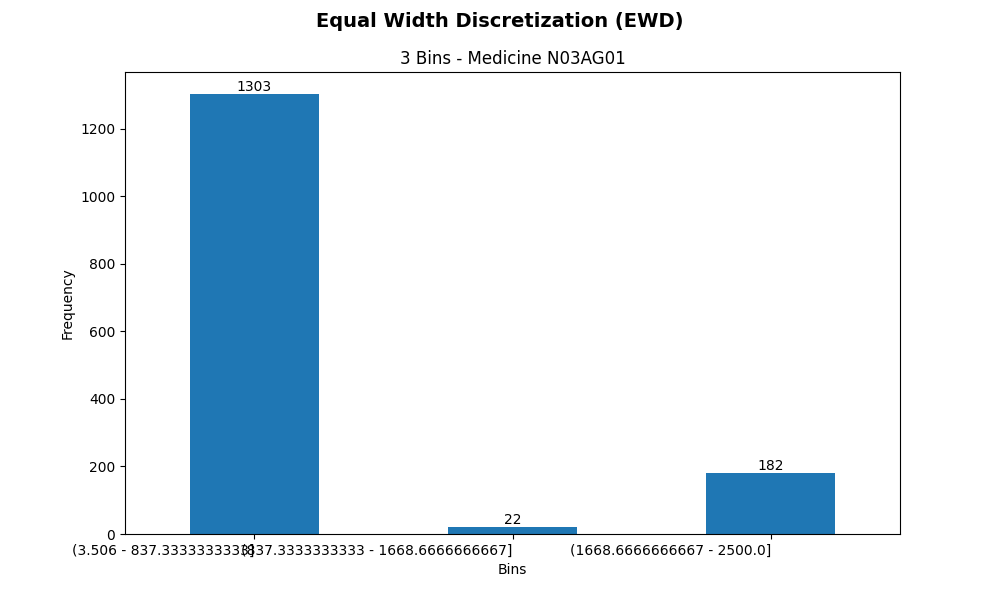 Equal Width Discretization (EWD)
3 Bins - Medicine N03AG01
1303
1200
1000
800
600
400
200
0
22
182
Frequency
(3.506 - 837.3333333333]
(837.3333333333 - 1668.6666666667]
(1668.6666666667 - 2500.0]
Bins